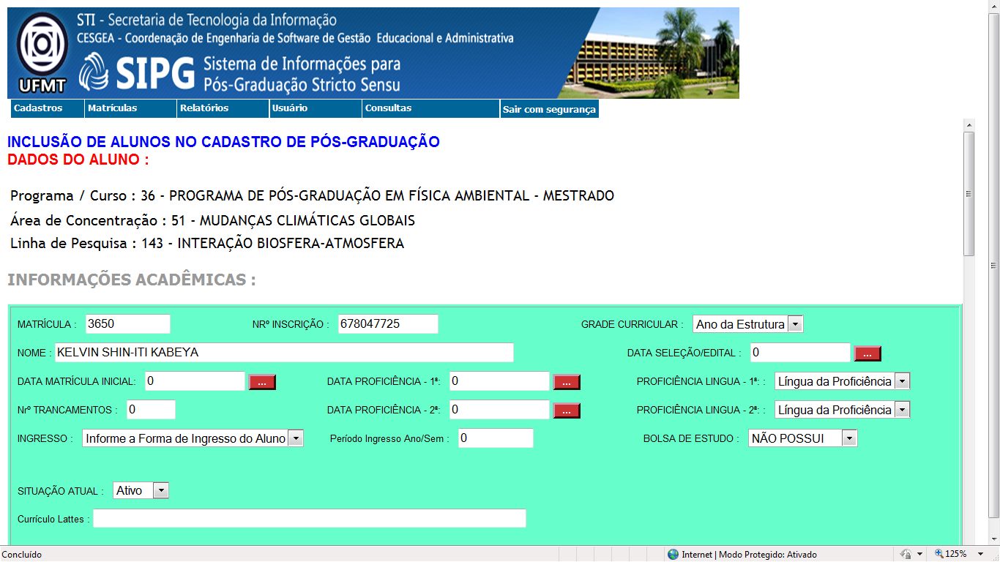 STI - Secretaria de Tecnologia da Informação
CESGEA - Coordenação de Engenharia de Software de Gestão Educacional e Administrativa
UFMT
SIPG
Sistema de Informações para
Pós-Graduação Stricto Sensu
Cadastros Matrículas Relatórios Usuário Consultas Sair com segurança
INCLUSÃO DE ALUNOS NO CADASTRO DE PÓS-GRADUAÇÃO
DADOS DO ALUNO :
Programa / Curso : 36 - PROGRAMA DE PÓS-GRADUAÇÃO EM FÍSICA AMBIENTAL - MESTRADO
Área de Concentração : 51 - MUDANÇAS CLIMÁTICAS GLOBAIS
Linha de Pesquisa : 143 - INTERAÇÃO BIOSFERA-ATMOSFERA
INFORMAÇÕES ACADÊMICAS :
MATRÍCULA : 3650 NRº INSCRIÇÃO : 678047725 GRADE CURRICULAR : Ano da Estrutura
NOME : KELVIN SHIN-ITI KABEYA DATA SELEÇÃO/EDITAL : 0 ...
DATA MATRÍCULA INICIAL: 0 ... DATA PROFICIÊNCIA - 1ª: 0 ... PROFICIÊNCIA LINGUA - 1ª: : Língua da Proficiência
Nrº TRANCAMENTOS : 0 DATA PROFICIÊNCIA - 2ª: 0 ... PROFICIÊNCIA LINGUA - 2ª: : Língua da Proficiência
INGRESSO : Informe a Forma de Ingresso do Aluno Período Ingresso Ano/Sem : 0 BOLSA DE ESTUDO : NÃO POSSUI
SITUAÇÃO ATUAL : Ativo
Currículo Lattes :
Concluído Internet | Modo Protegido: Ativado 125%